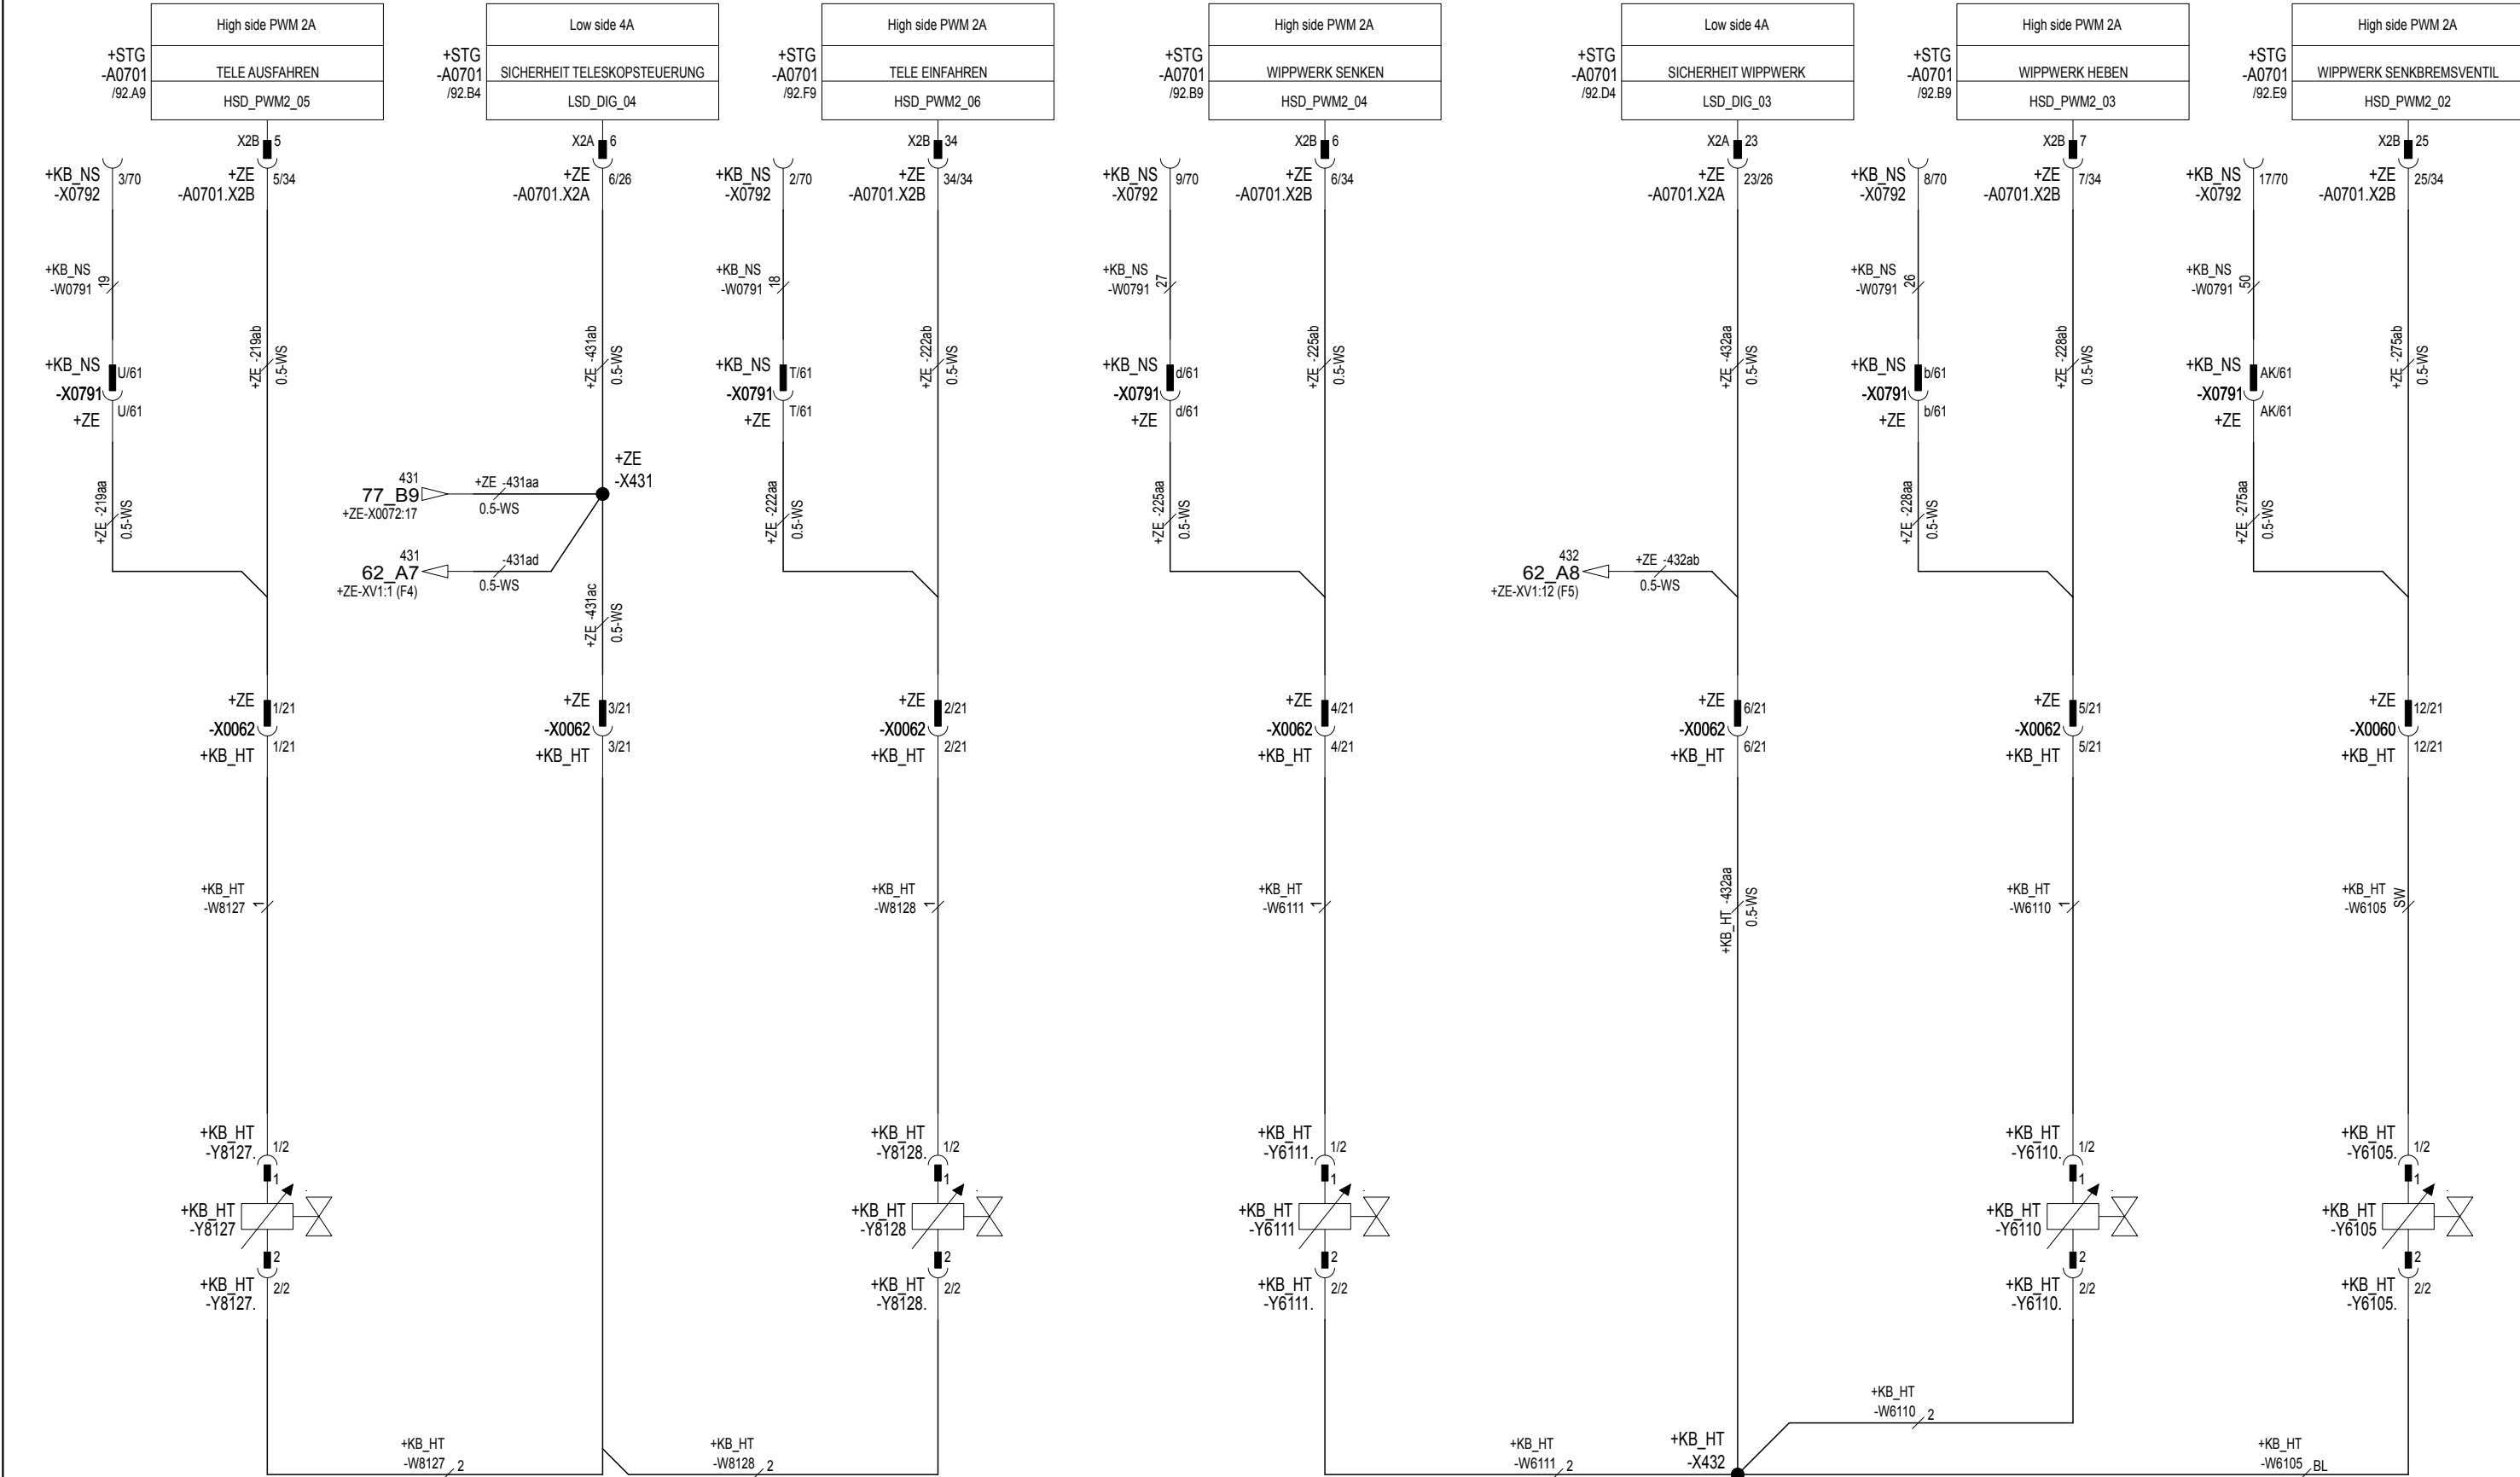 High side PWM 2A
+STG
-A0701
/92.A9
TELE AUSFAHREN
HSD_PWM2_05
X2B 5
+KB_NS
-X0792
3/70
+ZE
-A0701.X2B
5/34
+KB_NS
-W0791
19
+ZE -219ab
0.5-WS
+KB_NS
-X0791
+ZE
U/61
U/61
+ZE -219aa
0.5-WS
+ZE
-X0062
+KB_HT
1/21
1/21
+KB_HT
-W8127
1
+KB_HT
-Y8127.
1/2
1
+KB_HT
-Y8127
2
+KB_HT
-Y8127.
2/2
+KB_HT
-W8127 2
Low side 4A
+STG
-A0701
/92.B4
SICHERHEIT TELESKOPSTEUERUNG
LSD_DIG_04
X2A 6
+ZE
-A0701.X2A
6/26
+ZE -431ab
0.5-WS
+ZE
-X431
431
77_B9
+ZE-X0072:17
+ZE -431aa
0.5-WS
431
62_A7
+ZE-XV1:1 (F4)
-431ad
0.5-WS
+ZE -431ac
0.5-WS
+ZE
-X0062
+KB_HT
3/21
3/21
High side PWM 2A
+STG
-A0701
/92.F9
TELE EINFAHREN
HSD_PWM2_06
X2B 34
+KB_NS
-X0792
2/70
+ZE
-A0701.X2B
34/34
+KB_NS
-W0791
18
+ZE -222ab
0.5-WS
+KB_NS
-X0791
+ZE
T/61
T/61
+ZE -222aa
0.5-WS
+ZE
-X0062
+KB_HT
2/21
2/21
+KB_HT
-W8128
1
+KB_HT
-Y8128.
1/2
1
+KB_HT
-Y8128
2
+KB_HT
-Y8128.
2/2
+KB_HT
-W8128 2
High side PWM 2A
+STG
-A0701
/92.B9
WIPPWERK SENKEN
HSD_PWM2_04
X2B 6
+KB_NS
-X0792
9/70
+ZE
-A0701.X2B
6/34
+KB_NS
-W0791
27
+ZE -225ab
0.5-WS
+KB_NS
-X0791
+ZE
d/61
d/61
+ZE -225aa
0.5-WS
+ZE
-X0062
+KB_HT
4/21
4/21
+KB_HT
-W6111
1
+KB_HT
-Y6111.
1/2
1
+KB_HT
-Y6111
2
+KB_HT
-Y6111.
2/2
+KB_HT
-W6111 2
Low side 4A
+STG
-A0701
/92.D4
SICHERHEIT WIPPWERK
LSD_DIG_03
X2A 23
+ZE
-A0701.X2A
23/26
+ZE -432aa
0.5-WS
432
62_A8
+ZE-XV1:12 (F5)
+ZE -432ab
0.5-WS
+ZE
-X0062
+KB_HT
6/21
6/21
+KB_HT -432aa
0.5-WS
+KB_HT
-X432
High side PWM 2A
+STG
-A0701
/92.B9
WIPPWERK HEBEN
HSD_PWM2_03
X2B 7
+KB_NS
-X0792
8/70
+ZE
-A0701.X2B
7/34
+KB_NS
-W0791
26
+ZE -228ab
0.5-WS
+KB_NS
-X0791
+ZE
b/61
b/61
+ZE -228aa
0.5-WS
+ZE
-X0062
+KB_HT
5/21
5/21
+KB_HT
-W6110
1
+KB_HT
-Y6110.
1/2
1
+KB_HT
-Y6110
2
+KB_HT
-Y6110.
2/2
+KB_HT
-W6110 2
High side PWM 2A
+STG
-A0701
/92.E9
WIPPWERK SENKBREMSVENTIL
HSD_PWM2_02
X2B 25
+KB_NS
-X0792
17/70
+ZE
-A0701.X2B
25/34
+KB_NS
-W0791
50
+ZE -275ab
0.5-WS
+KB_NS
-X0791
+ZE
AK/61
AK/61
+ZE -275aa
0.5-WS
+ZE
-X0060
+KB_HT
12/21
12/21
+KB_HT
-W6105
SW
+KB_HT
-Y6105.
1/2
1
+KB_HT
-Y6105
2
+KB_HT
-Y6105.
2/2
+KB_HT
-W6105 BL